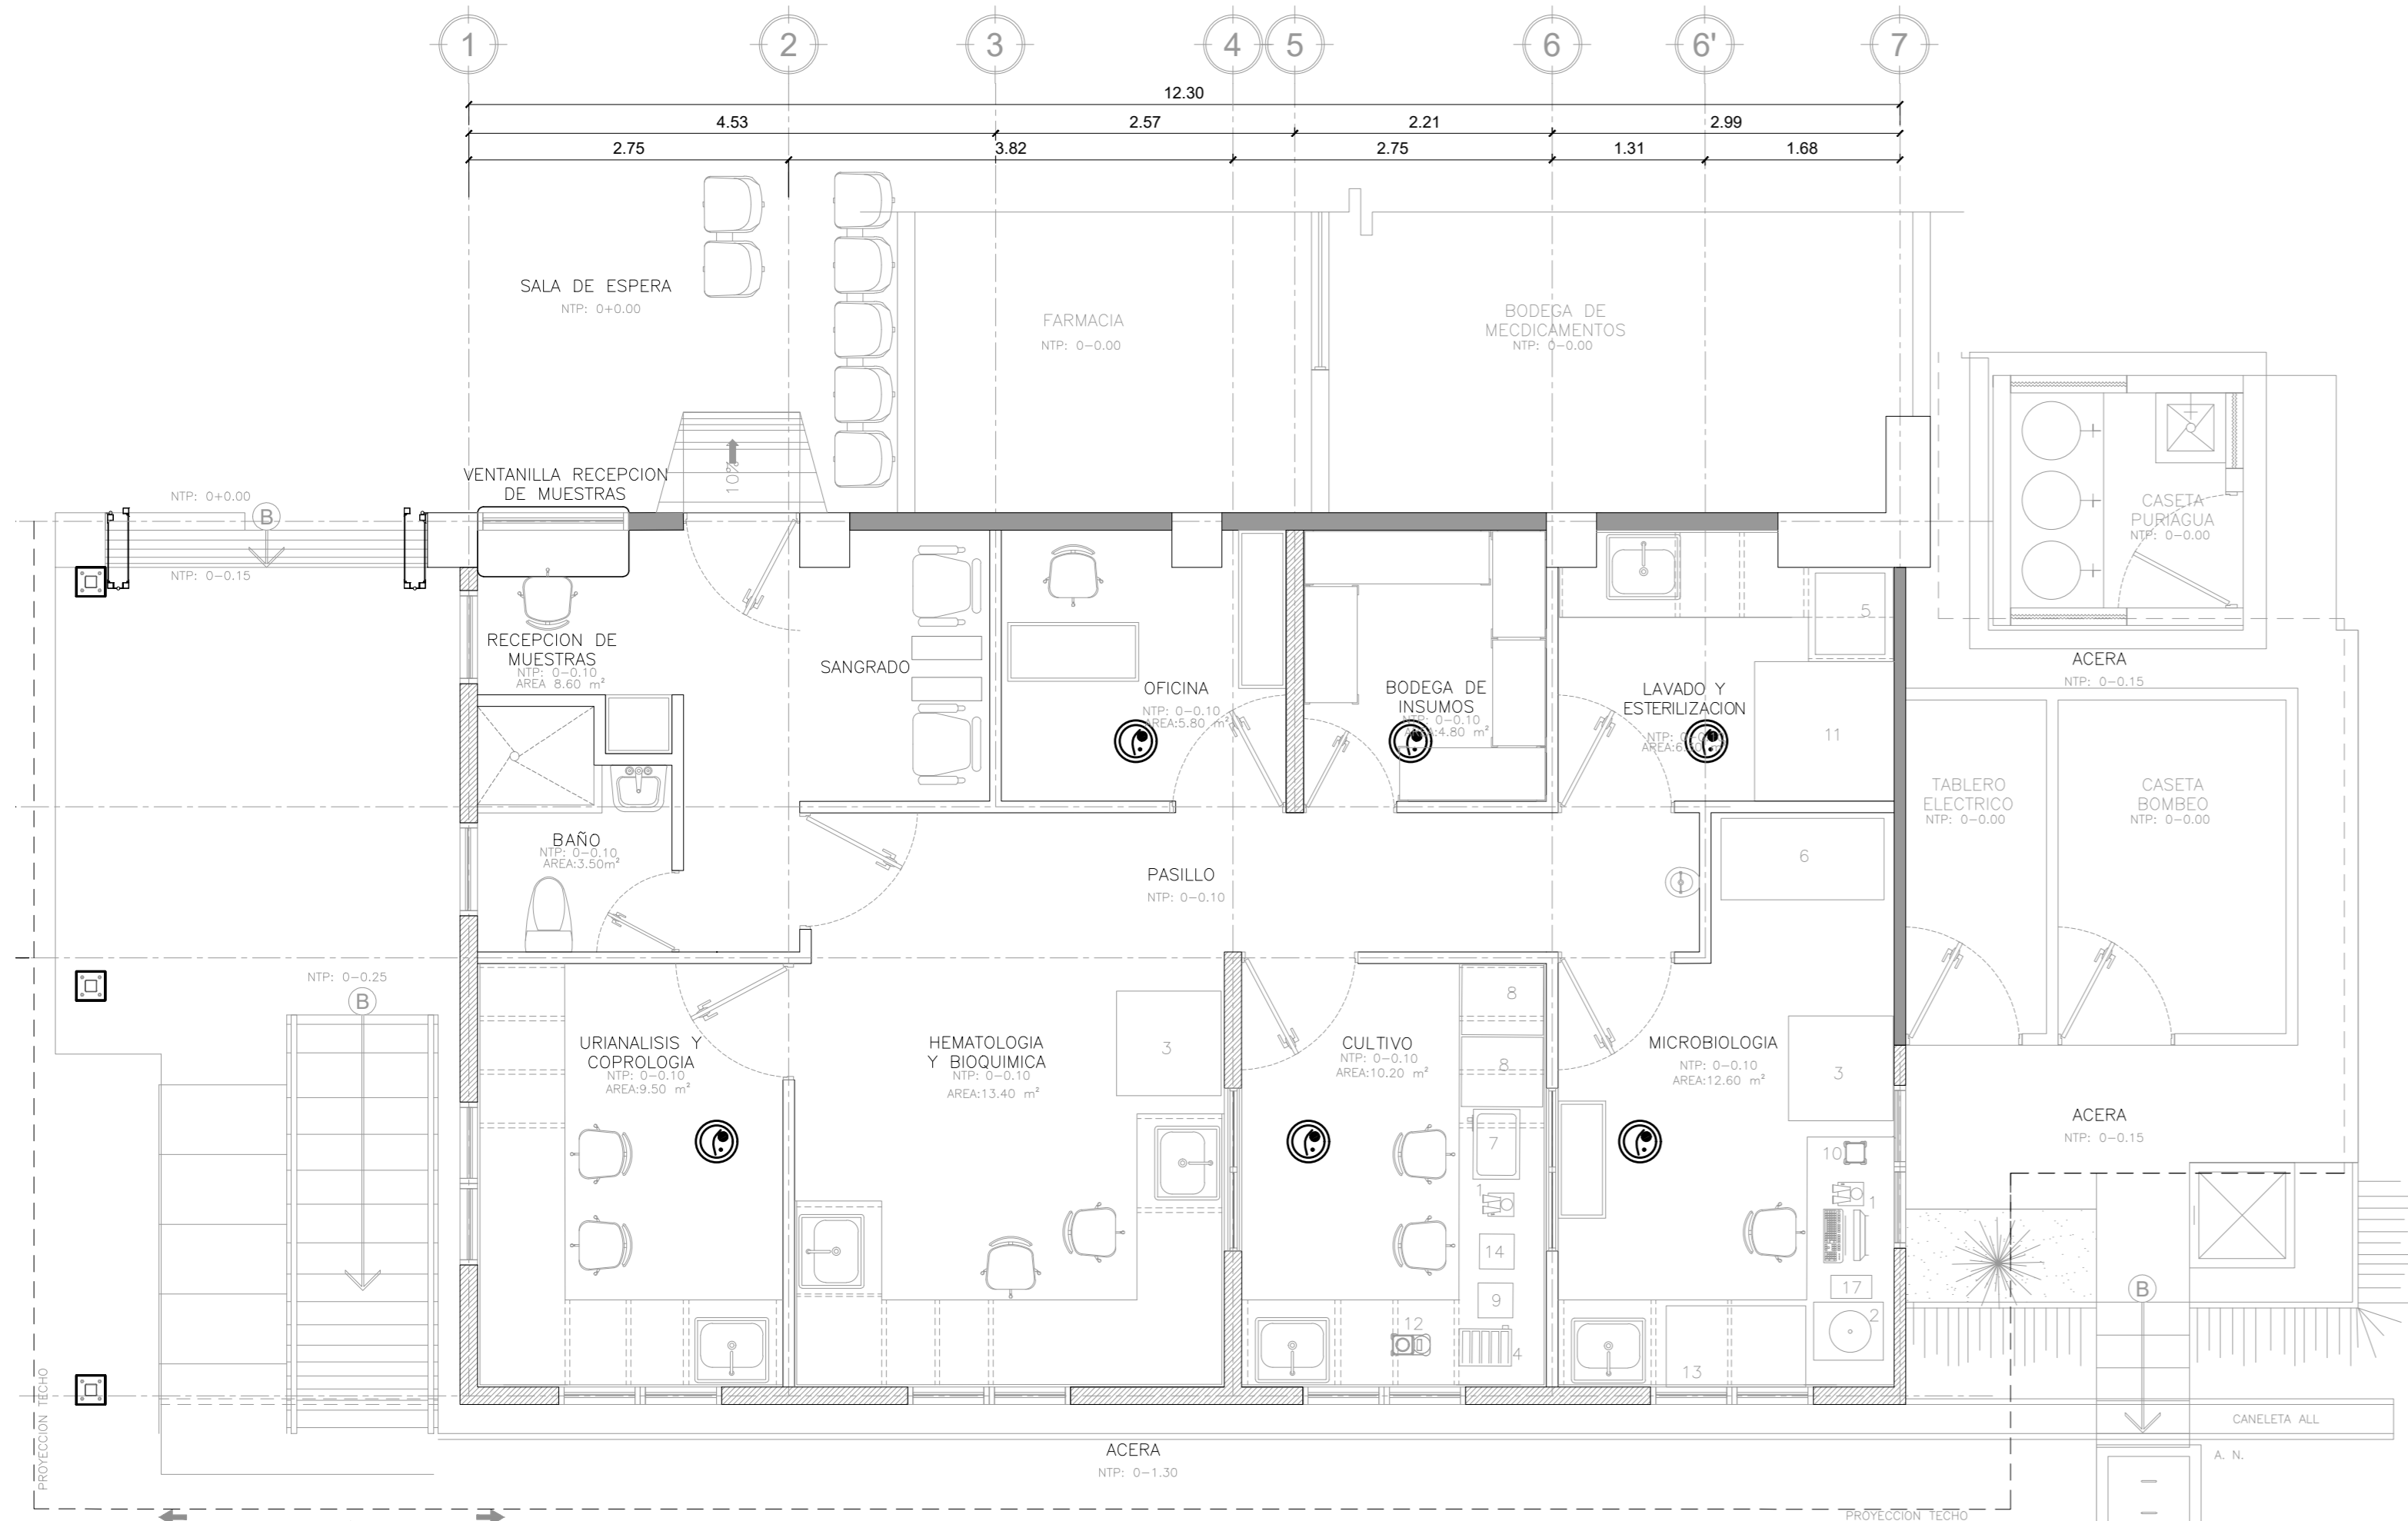 1
2
3
4
5
6
6'
7
12.30
4.53
2.57
2.21
2.99
2.75
3.82
2.75
1.31
1.68
SALA DE ESPERA
NTP: 0+0.00
FARMACIA
NTP: 0-0.00
BODEGA DE
MECDICAMENTOS
NTP: 0-0.00
10%
VENTANILLA RECEPCION
DE MUESTRAS
NTP: 0+0.00
B
NTP: 0-0.15
CASETA
PURIAGUA
NTP: 0-0.00
RECEPCION DE
MUESTRAS
NTP: 0-0.10
AREA 8.60 m²
SANGRADO
OFICINA
NTP: 0-0.10
AREA:5.80 m²
BODEGA DE
INSUMOS
NTP: 0-0.10
AREA:4.80 m²
LAVADO Y
ESTERILIZACION
5
11
ACERA
NTP: 0-0.15
TABLERO
ELECTRICO
NTP: 0-0.00
CASETA
BOMBEO
NTP: 0-0.00
BAÑO
NTP: 0-0.10
AREA:3.50m²
PASILLO
NTP: 0-0.10
6
NTP: 0-0.25
B
URIANALISIS Y
COPROLOGIA
NTP: 0-0.10
AREA:9.50 m²
HEMATOLOGIA
Y BIOQUIMICA
NTP: 0-0.10
AREA:13.40 m²
3
CULTIVO
NTP: 0-0.10
AREA:10.20 m²
8
8
7
1
14
9
12
4
MICROBIOLOGIA
NTP: 0-0.10
AREA:12.60 m²
3
10
1
17
2
13
ACERA
NTP: 0-0.15
B
CANELETA ALL
A. N.
ACERA
NTP: 0-1.30
PROYECCION TECHO
PROYECCION TECHO